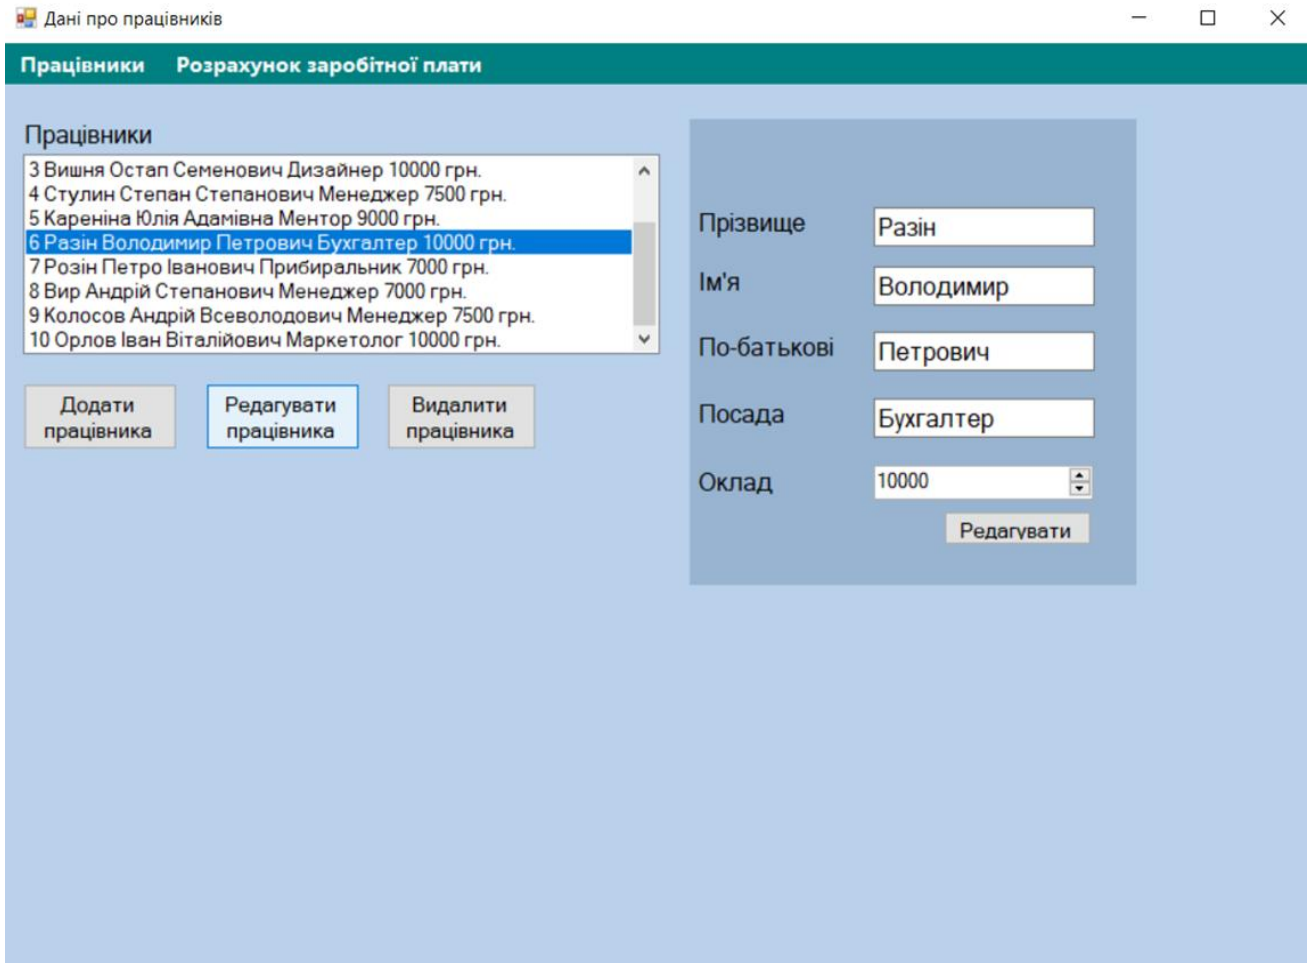 Дані про працівників
Працівники Розрахунок заробітної плати
Працівники
3 Вишня Остап Семенович Дизайнер 10000 грн.
4 Стулин Степан Степанович Менеджер 7500 грн.
5 Кареніна Юлія Адамівна Ментор 9000 грн.
6 Разін Володимир Петрович Бухгалтер 10000 грн.
7 Розін Петро Іванович Прибиральник 7000 грн.
8 Вир Андрій Степанович Менеджер 7000 грн.
9 Колосов Андрій Всеволодович Менеджер 7500 грн.
10 Орлов Іван Віталійович Маркетолог 10000 грн.
Додати
працівника
Редагувати
працівника
Видалити
працівника
Прізвище Разін
Ім'я Володимир
По-батькові Петрович
Посада Бухгалтер
Оклад 10000
Редагувати